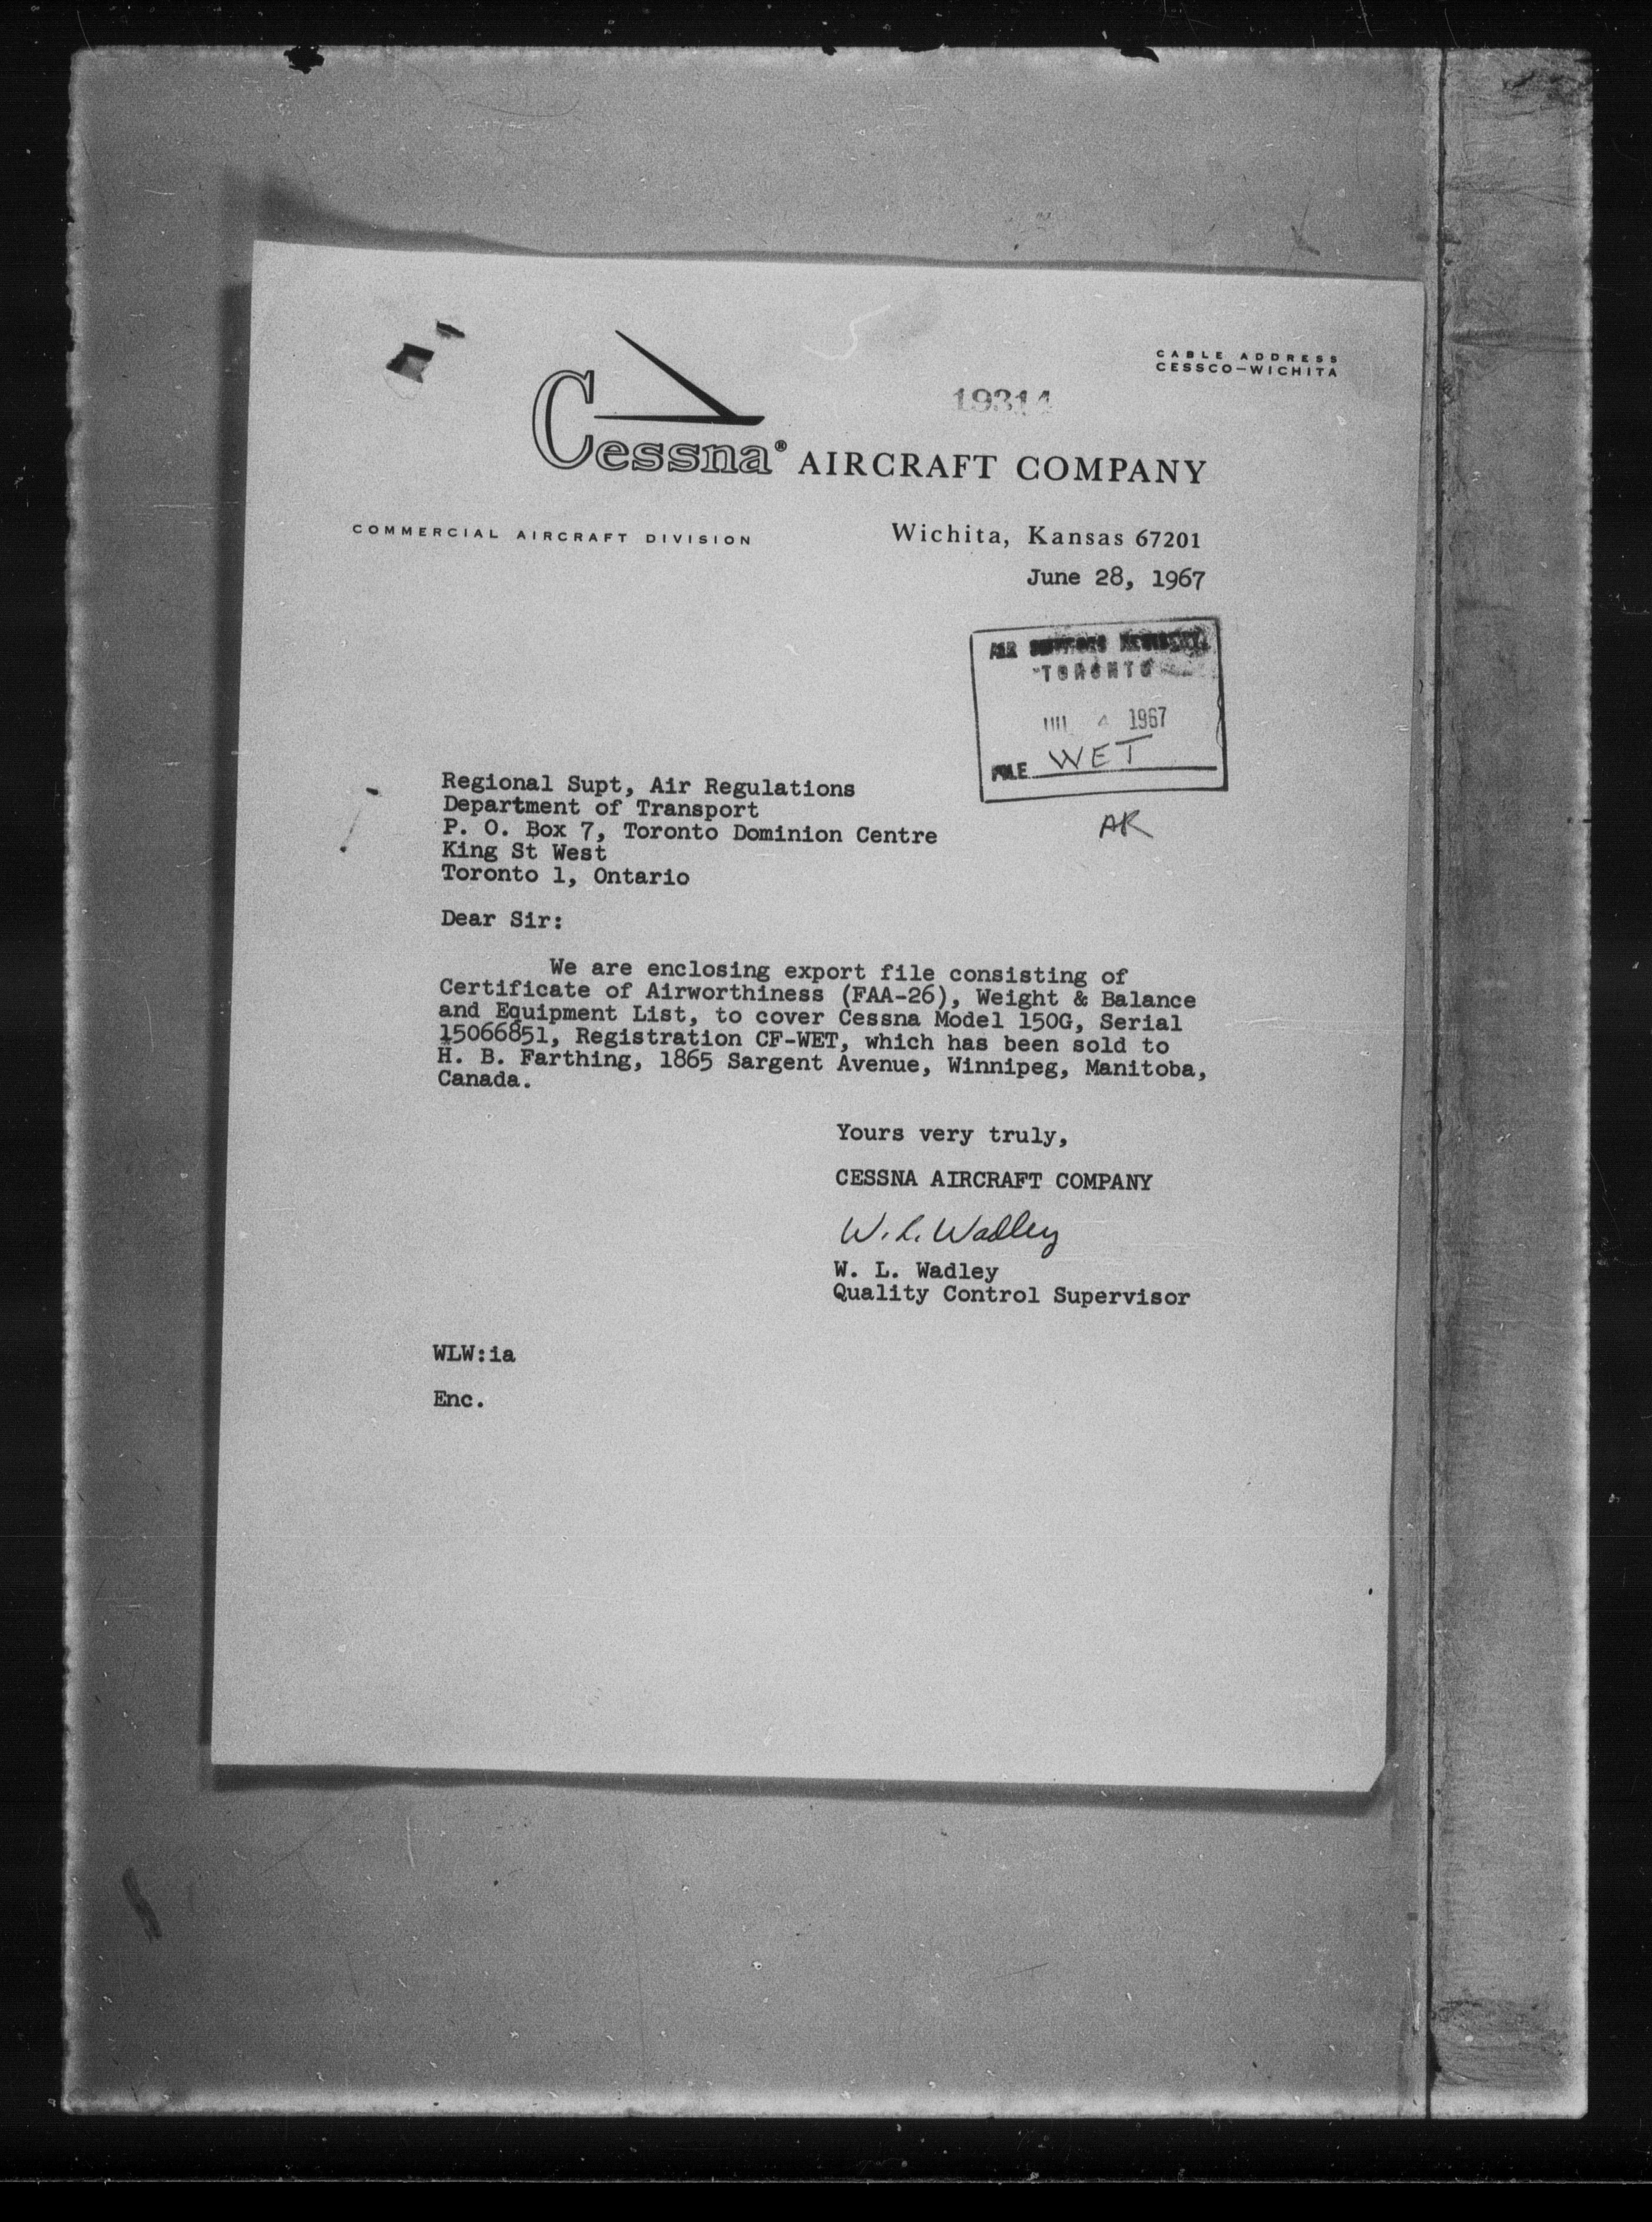 CABLE ADDRESS
CESSCO-WICHITA
19314
Cessna® AIRCRAFT COMPANY
COMMERCIAL AIRCRAFT DIVISION
Wichita, Kansas 67201
June 28, 1967
AIR
TORONTO
4 1967
FILE WET
AR
Regional Supt, Air Regulations
Department of Transport
P. O. Box 7, Toronto Dominion Centre
King St West
Toronto 1, Ontario
Dear Sir:
We are enclosing export file consisting of
Certificate of Airworthiness (FAA-26), Weight & Balance
and Equipment List, to cover Cessna Model 150G, Serial
15066851, Registration CF-WET, which has been sold to
H. B. Farthing, 1865 Sargent Avenue, Winnipeg, Manitoba,
Canada.
Yours very truly,
CESSNA AIRCRAFT COMPANY
W. L. Wadley
W. L. Wadley
Quality Control Supervisor
WLW:ia
Enc.